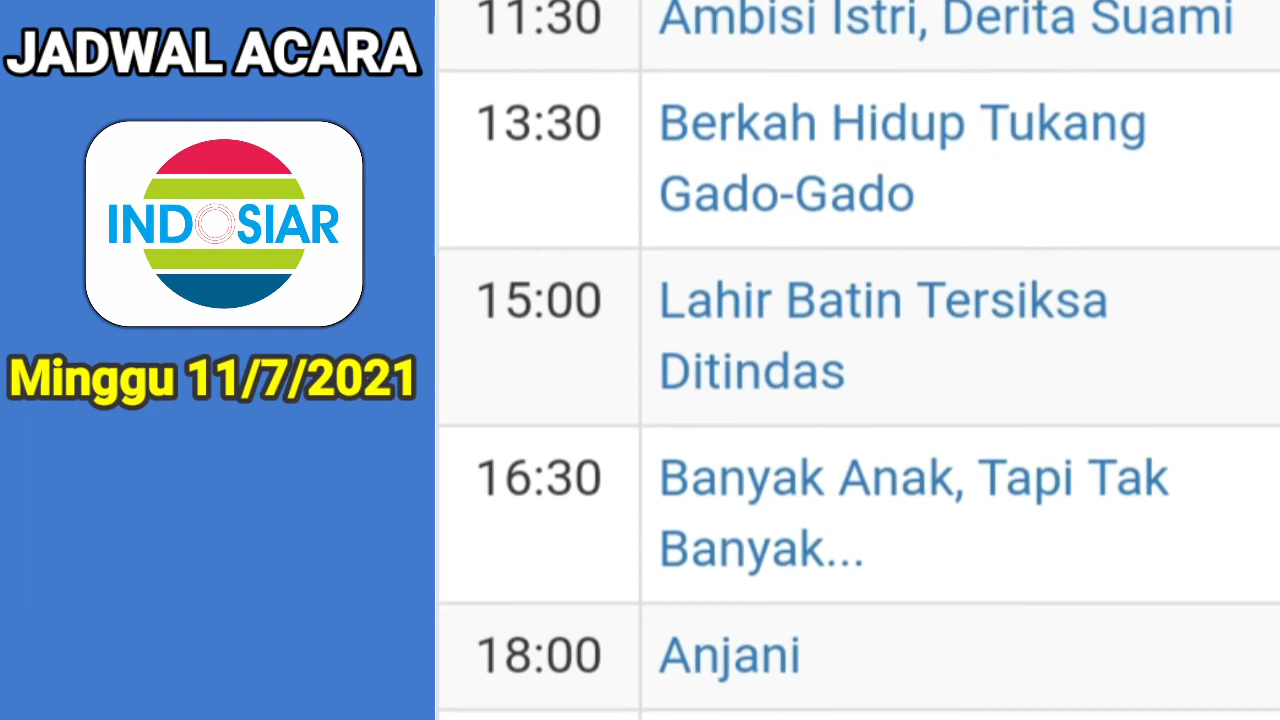 JADWAL ACARA
INDOSIAR
Minggu 11/7/2021
11:30 Ambisi Istri, Derita Suami
13:30 Berkah Hidup Tukang
Gado-Gado
15:00 Lahir Batin Tersiksa
Ditindas
16:30 Banyak Anak, Tapi Tak
Banyak...
18:00 Anjani